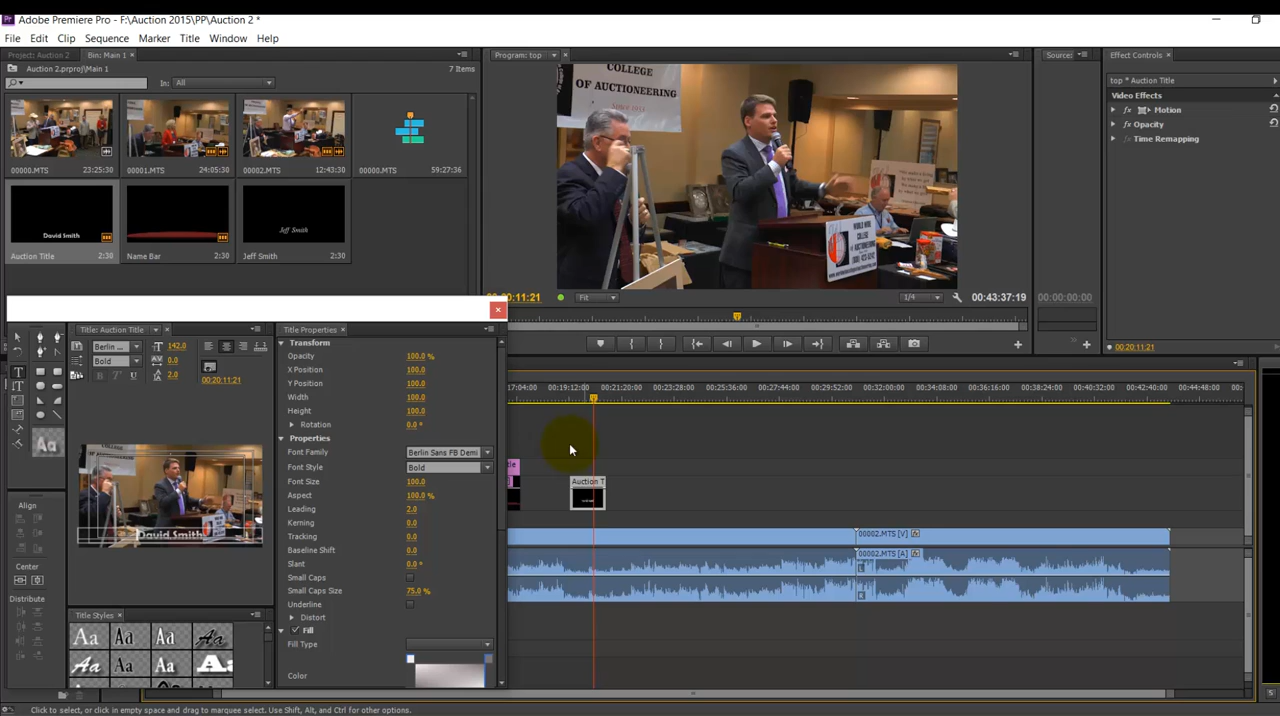 Adobe Premiere Pro - F:\Auction 2015\PP\Auction 2 *
File Edit Clip Sequence Marker Title Window Help
Project: Auction 2 Bin: Main 1
Auction 2.prproj\Main 1 7 Items
In: All
00000.MTS 23:25:30
00001.MTS 24:05:30
00002.MTS 12:43:30
00000.MTS 59:27:36
David Smith
Jeff Smith
Auction Title 2:30
Name Bar 2:30
Jeff Smith 2:30
Program: top
COLLEGE
OF AUCTIONEERING
Since 1933
WORLD WIDE
COLLEGE OF
AUCTIONEERING
00:20:11:21
Fit
1/4
00:43:37:19
Source:
00:00:00:00
Effect Controls
top * Auction Title
Video Effects
fx Motion
fx Opacity
fx Time Remapping
00:20:11:21
Title: Auction Title
Berlin ...
Bold
142.0
0.0
2.0
B I U
00:20:11:21
David Smith
Align
Center
Distribute
Title Styles
Aa Aa Aa Aa
Aa Aa Aa A
Title Properties
Transform
Opacity 100.0 %
X Position 100.0
Y Position 100.0
Width 100.0
Height 100.0
Rotation 0.0 °
Properties
Font Family Berlin Sans FB Demi
Font Style Bold
Font Size 100.0
Aspect 100.0 %
Leading 2.0
Kerning 0.0
Tracking 0.0
Baseline Shift 0.0
Slant 0.0 °
Small Caps
Small Caps Size 75.0 %
Underline
Distort
Fill
Fill Type
Color
17:04:00 00:19:12:00 00:21:20:00 00:23:28:00 00:25:36:00 00:27:44:00 00:29:52:00 00:32:00:00 00:34:08:00 00:36:16:00 00:38:24:00 00:40:32:00 00:42:40:00 00:44:48:00
Auction T
00002.MTS [V] fx
00002.MTS [A] fx
Click to select, or click in empty space and drag to marquee select. Use Shift, Alt, and Ctrl for other options.